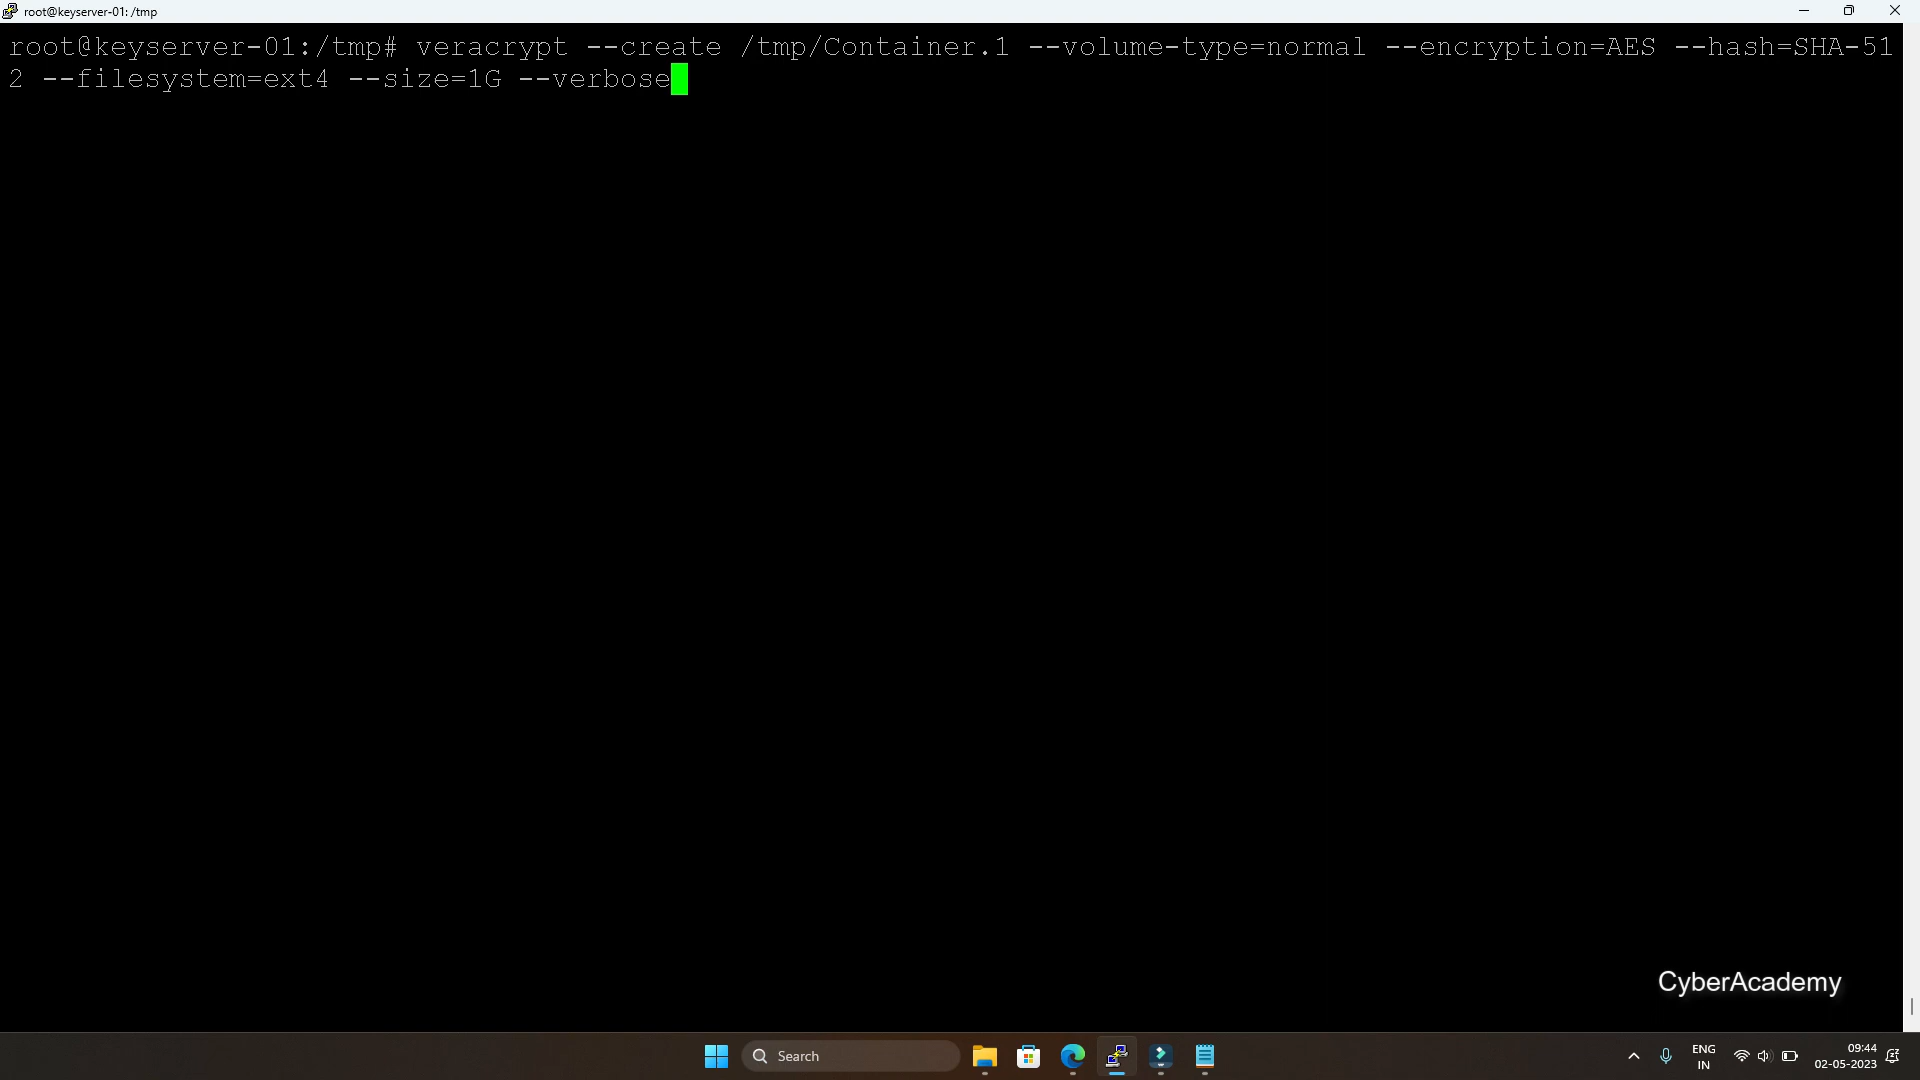 root@keyserver-01: /tmp
root@keyserver-01:/tmp# veracrypt --create /tmp/Container.1 --volume-type=normal --encryption=AES --hash=SHA-51
2 --filesystem=ext4 --size=1G --verbose
CyberAcademy
Search
ENG
IN
09:44
02-05-2023